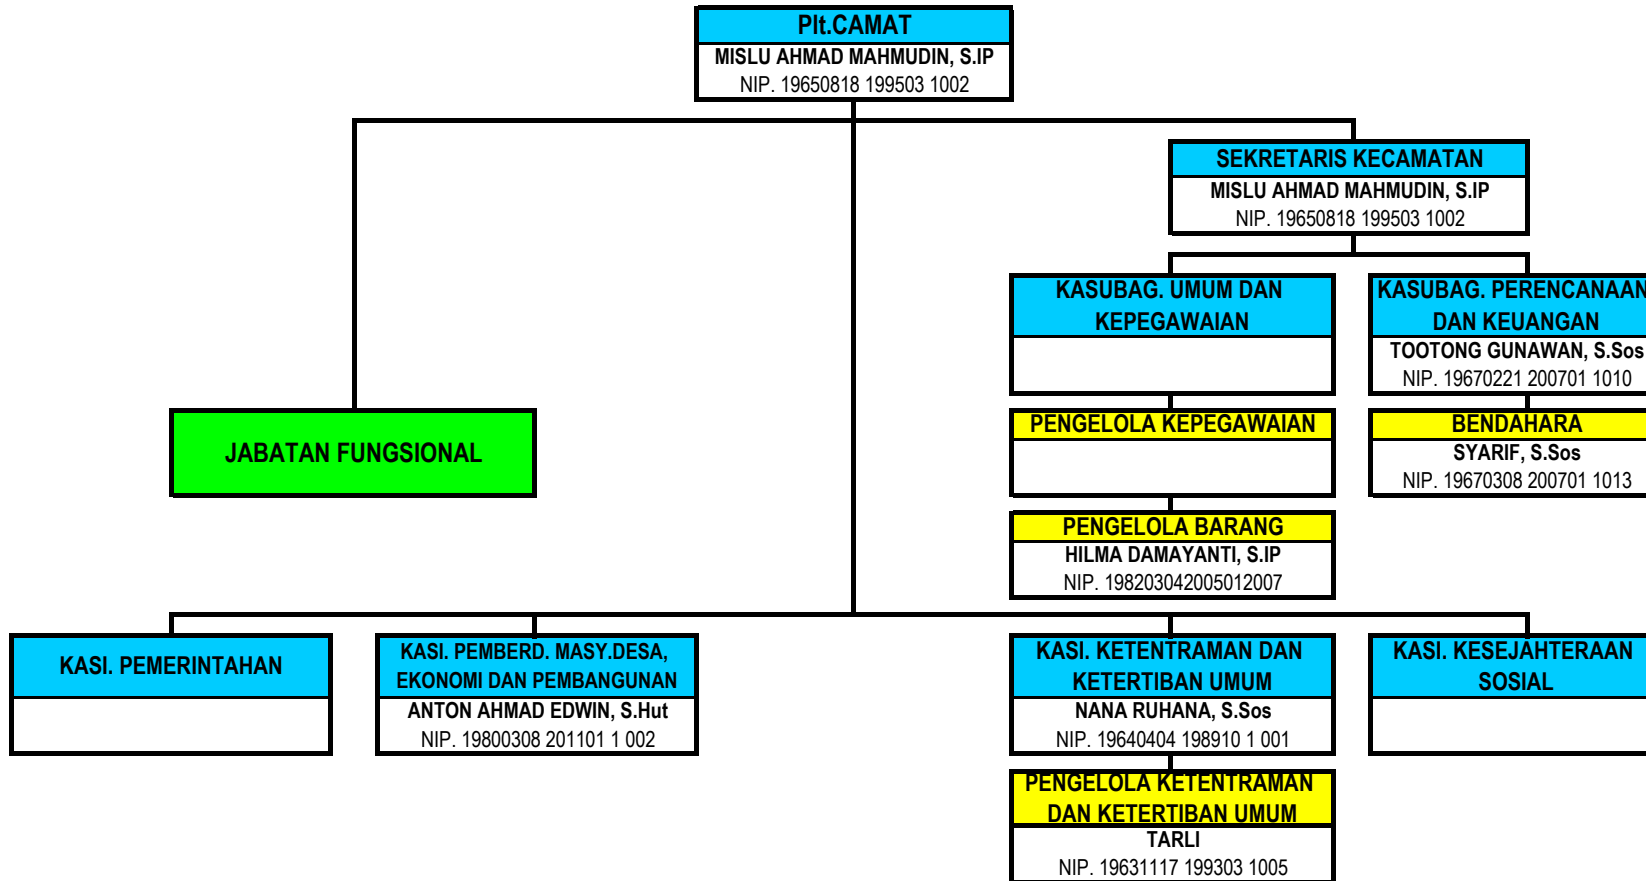 Plt.CAMAT
MISLU AHMAD MAHMUDIN, S.IP
NIP. 19650818 199503 1002
SEKRETARIS KECAMATAN
MISLU AHMAD MAHMUDIN, S.IP
NIP. 19650818 199503 1002
KASUBAG. UMUM DAN
KEPEGAWAIAN
KASUBAG. PERENCANAAN
DAN KEUANGAN
TOOTONG GUNAWAN, S.Sos
NIP. 19670221 200701 1010
JABATAN FUNGSIONAL
PENGELOLA KEPEGAWAIAN
BENDAHARA
SYARIF, S.Sos
NIP. 19670308 200701 1013
PENGELOLA BARANG
HILMA DAMAYANTI, S.IP
NIP. 198203042005012007
KASI. PEMERINTAHAN
KASI. PEMBERD. MASY.DESA,
EKONOMI DAN PEMBANGUNAN
ANTON AHMAD EDWIN, S.Hut
NIP. 19800308 201101 1 002
KASI. KETENTRAMAN DAN
KETERTIBAN UMUM
NANA RUHANA, S.Sos
NIP. 19640404 198910 1 001
KASI. KESEJAHTERAAN
SOSIAL
PENGELOLA KETENTRAMAN
DAN KETERTIBAN UMUM
TARLI
NIP. 19631117 199303 1005